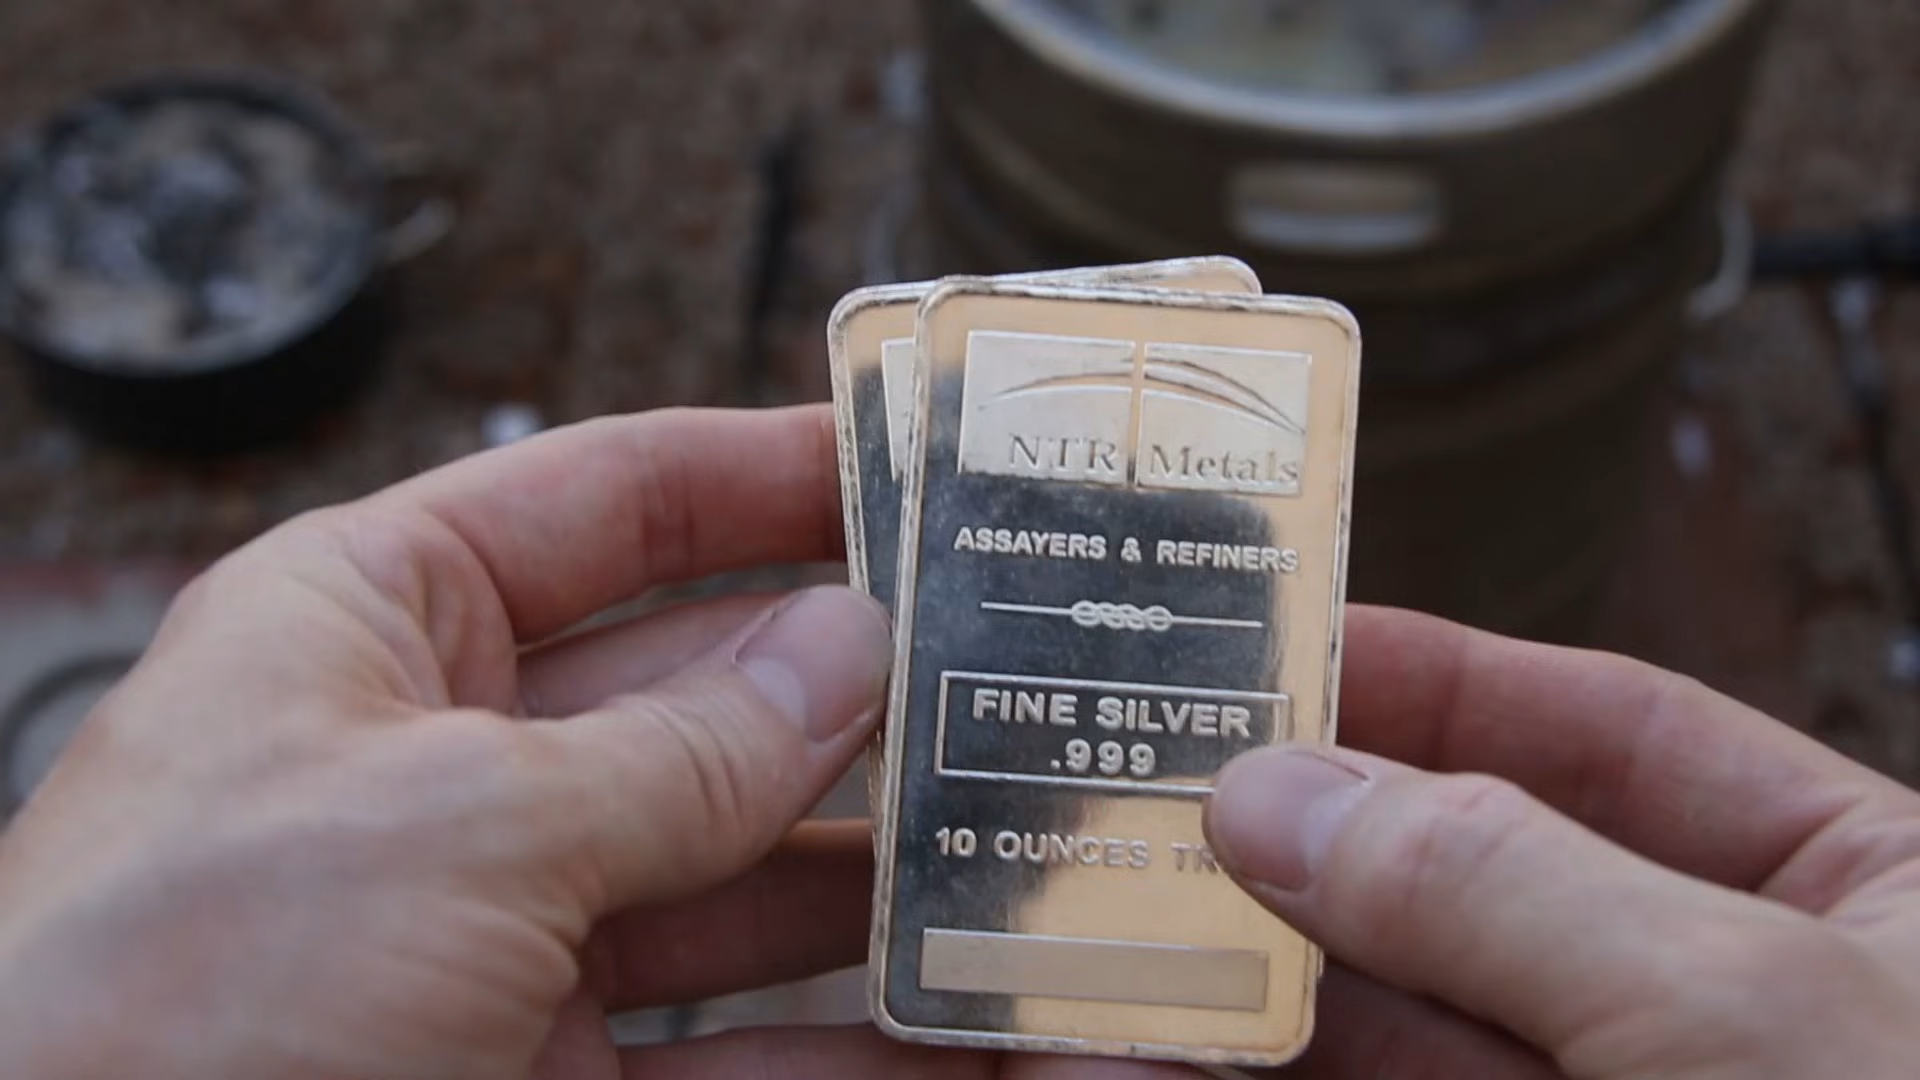 NTR Metals
ASSAYERS & REFINERS
FINE SILVER
.999
10 OUNCES